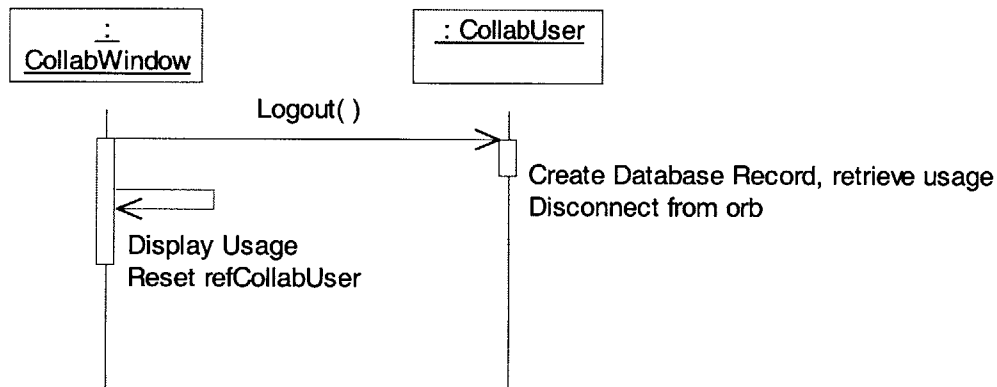 :
CollabWindow
: CollabUser
Logout( )
Create Database Record, retrieve usage
Disconnect from orb
Display Usage
Reset refCollabUser